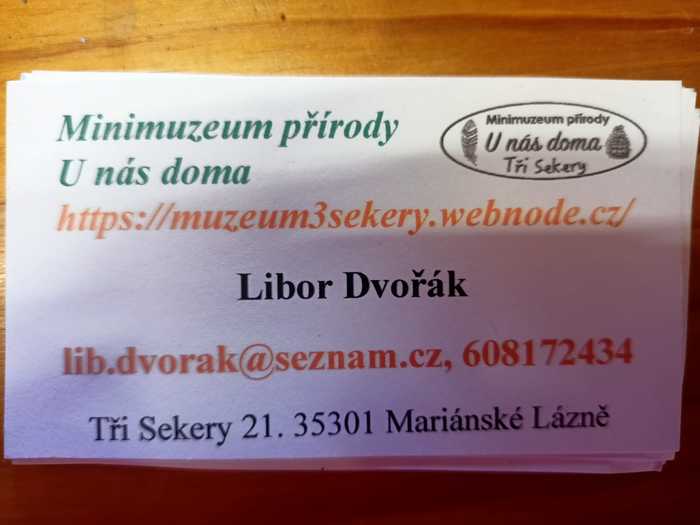 Minimuzeum přírody
U nás doma
https://muzeum3sekery.webnode.cz/
Minimuzeum přírody
U nás doma
Tři Sekery
Libor Dvořák
lib.dvorak@seznam.cz, 608172434
Tři Sekery 21. 35301 Mariánské Lázně